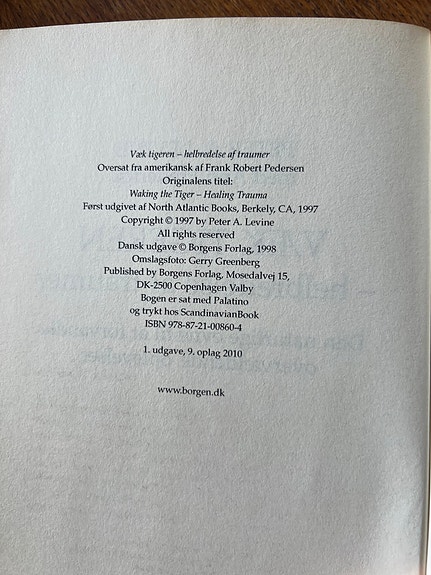 Væk tigeren – helbredelse af traumer
Oversat fra amerikansk af Frank Robert Pedersen
Originalens titel:
Waking the Tiger – Healing Trauma
Først udgivet af North Atlantic Books, Berkely, CA, 1997
Copyright © 1997 by Peter A. Levine
All rights reserved
Dansk udgave © Borgens Forlag, 1998
Omslagsfoto: Gerry Greenberg
Published by Borgens Forlag, Mosedalvej 15,
DK-2500 Copenhagen Valby
Bogen er sat med Palatino
og trykt hos ScandinavianBook
ISBN 978-87-21-00860-4
1. udgave, 9. oplag 2010
www.borgen.dk